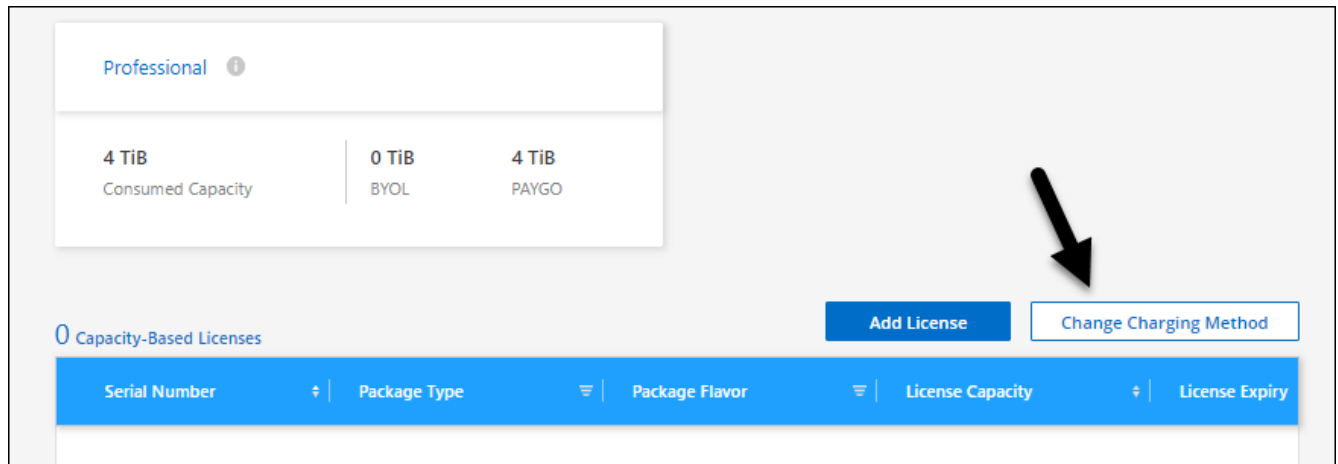 Professional
4 TiB 0 TiB 4 TiB
Consumed Capacity BYOL PAYGO
Add License Change Charging Method
0 Capacity-Based Licenses
Serial Number Package Type Package Flavor License Capacity License Expiry